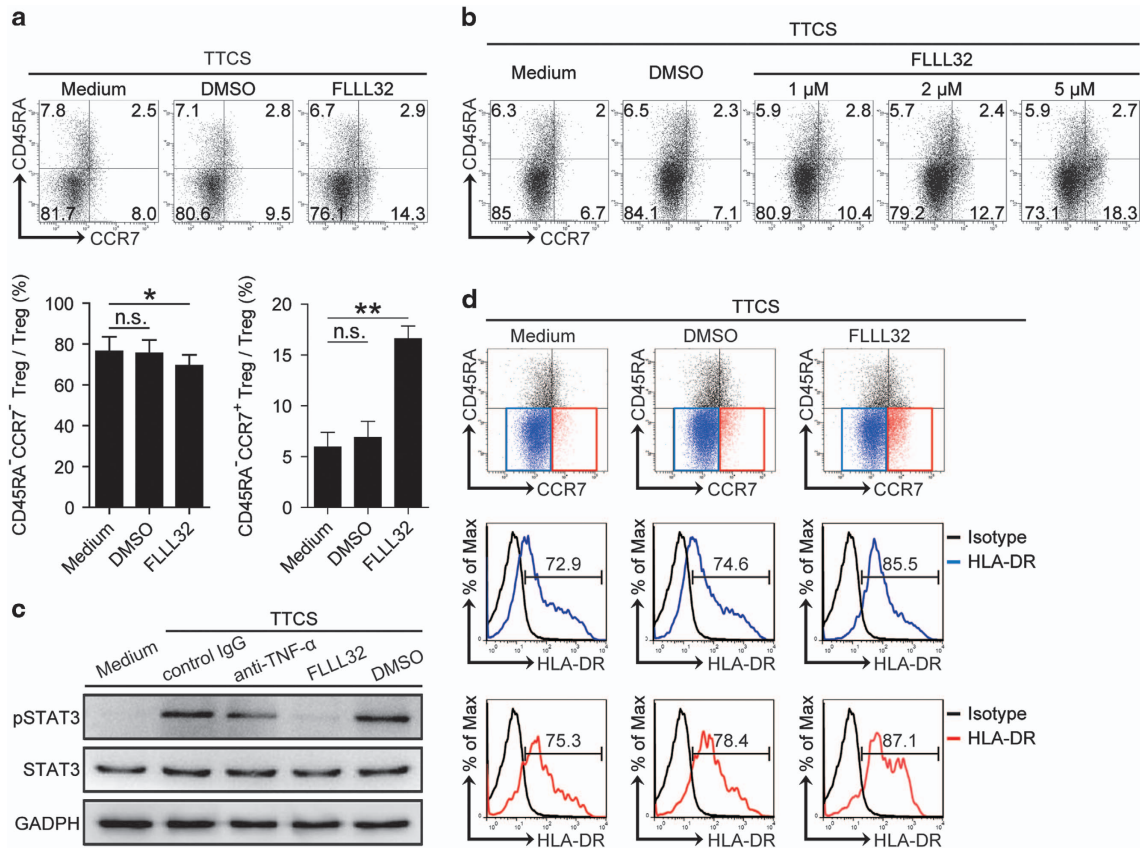 a
TTCS
Medium DMSO FLLL32
7.8 2.5 7.1 2.8 6.7 2.9
CD45RA
81.7 8.0 80.6 9.5 76.1 14.3
CCR7
CD45RA⁻CCR7⁻ Treg / Treg (%)
100
80
60
40
20
0
*
n.s.
Medium DMSO FLLL32
CD45RA⁻CCR7⁺ Treg / Treg (%)
20
15
10
5
0
**
n.s.
Medium DMSO FLLL32
b
TTCS
FLLL32
Medium DMSO 1 µM 2 µM 5 µM
6.3 2 6.5 2.3 5.9 2.8 5.7 2.4 5.9 2.7
CD45RA
85 6.7 84.1 7.1 80.9 10.4 79.2 12.7 73.1 18.3
CCR7
c
TTCS
Medium control IgG anti-TNF-α FLLL32 DMSO
pSTAT3
STAT3
GADPH
d
TTCS
Medium DMSO FLLL32
CD45RA CD45RA CD45RA
CCR7 CCR7 CCR7
% of Max % of Max % of Max
72.9 74.6 85.5
Isotype
HLA-DR
HLA-DR HLA-DR HLA-DR
% of Max % of Max % of Max
75.3 78.4 87.1
Isotype
HLA-DR
HLA-DR HLA-DR HLA-DR